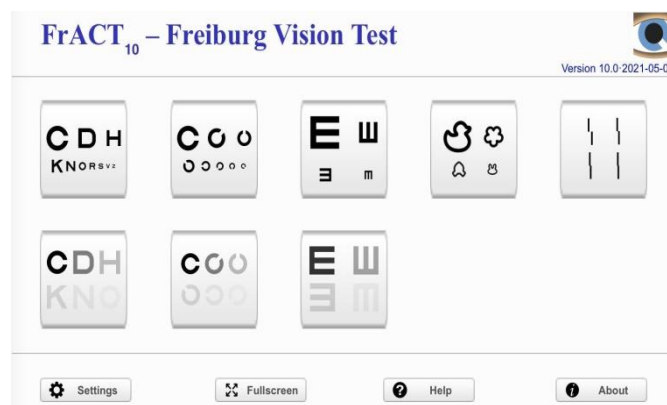 FrACT₁₀ – Freiburg Vision Test
Version 10.0·2021-05-0
C D H
K N O R S V Z
C D H
K N O
Settings
Fullscreen
Help
About